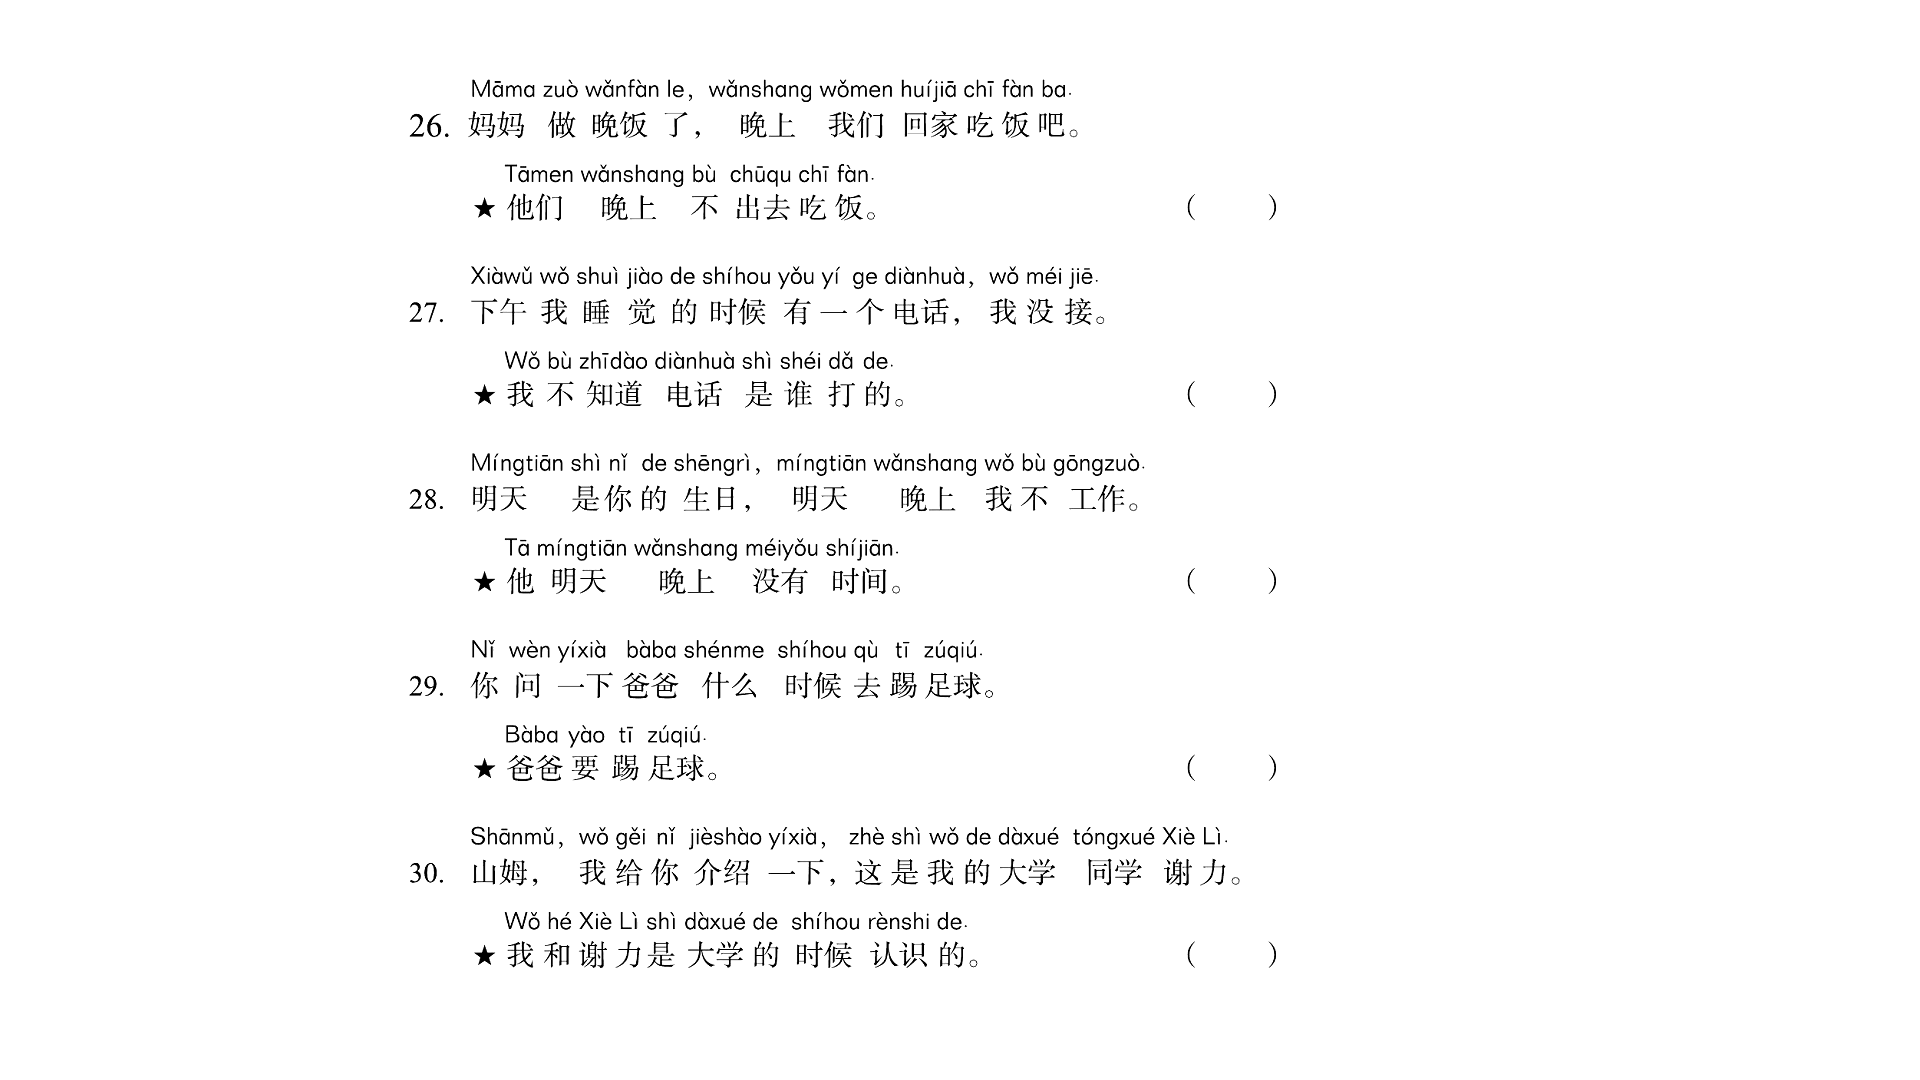 Māma zuò wǎnfàn le, wǎnshang wǒmen huíjiā chī fàn ba.
26. 妈妈 做 晚饭 了, 晚上 我们 回家 吃 饭 吧。
Tāmen wǎnshang bù chūqu chī fàn.
★ 他们 晚上 不 出去 吃 饭。 ( )
Xiàwǔ wǒ shuì jiào de shíhou yǒu yí ge diànhuà, wǒ méi jiē.
27. 下午 我 睡 觉 的 时候 有 一 个 电话, 我 没 接。
Wǒ bù zhīdào diànhuà shì shéi dǎ de.
★ 我 不 知道 电话 是 谁 打 的。 ( )
Míngtiān shì nǐ de shēngrì, míngtiān wǎnshang wǒ bù gōngzuò.
28. 明天 是 你 的 生日, 明天 晚上 我 不 工作。
Tā míngtiān wǎnshang méiyǒu shíjiān.
★ 他 明天 晚上 没有 时间。 ( )
Nǐ wèn yíxià bàba shénme shíhou qù tī zúqiú.
29. 你 问 一下 爸爸 什么 时候 去 踢 足球。
Bàba yào tī zúqiú.
★ 爸爸 要 踢 足球。 ( )
Shānmǔ, wǒ gěi nǐ jièshào yíxià, zhè shì wǒ de dàxué tóngxué Xiè Lì.
30. 山姆, 我 给 你 介绍 一下, 这 是 我 的 大学 同学 谢 力。
Wǒ hé Xiè Lì shì dàxué de shíhou rènshi de.
★ 我 和 谢 力 是 大学 的 时候 认识 的。 ( )